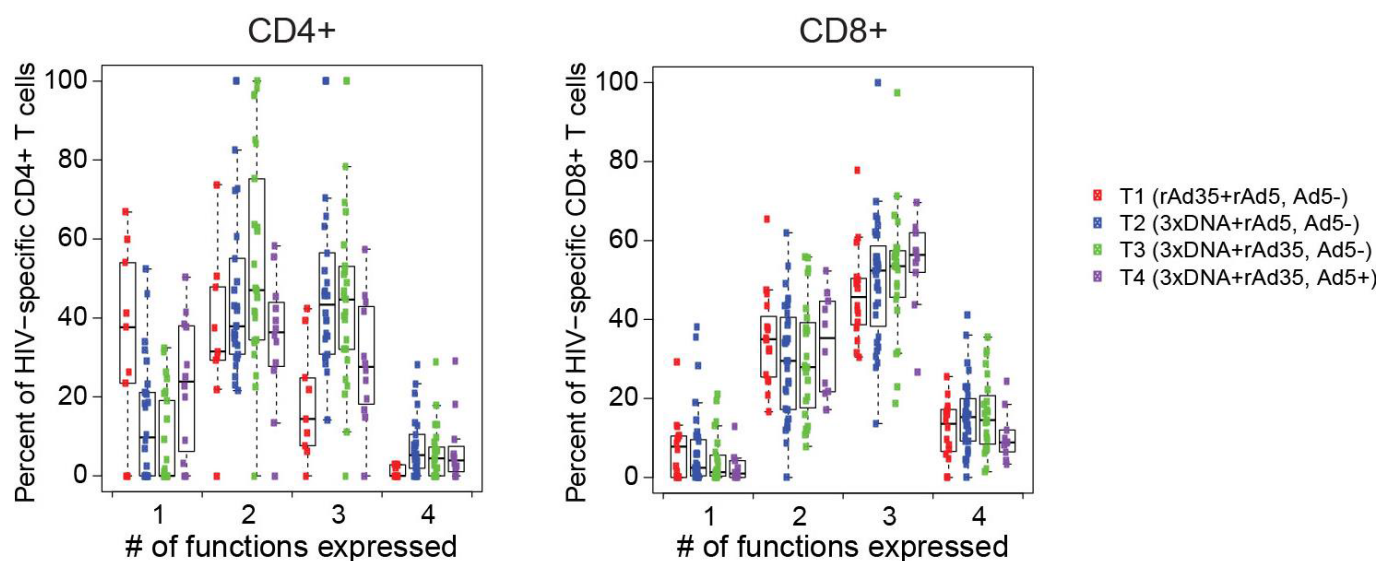 CD4+
Percent of HIV−specific CD4+ T cells
100
80
60
40
20
0
1 2 3 4
# of functions expressed
CD8+
Percent of HIV−specific CD8+ T cells
100
80
60
40
20
0
1 2 3 4
# of functions expressed
T1 (rAd35+rAd5, Ad5-)
T2 (3xDNA+rAd5, Ad5-)
T3 (3xDNA+rAd35, Ad5-)
T4 (3xDNA+rAd35, Ad5+)